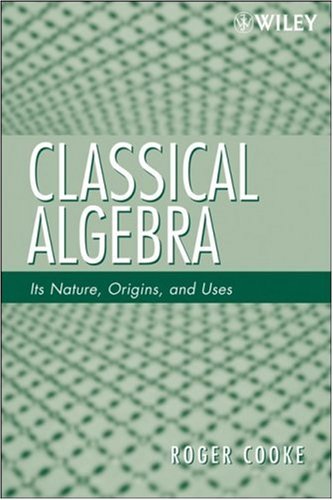 WILEY
CLASSICAL
ALGEBRA
Its Nature, Origins, and Uses
ROGER COOKE